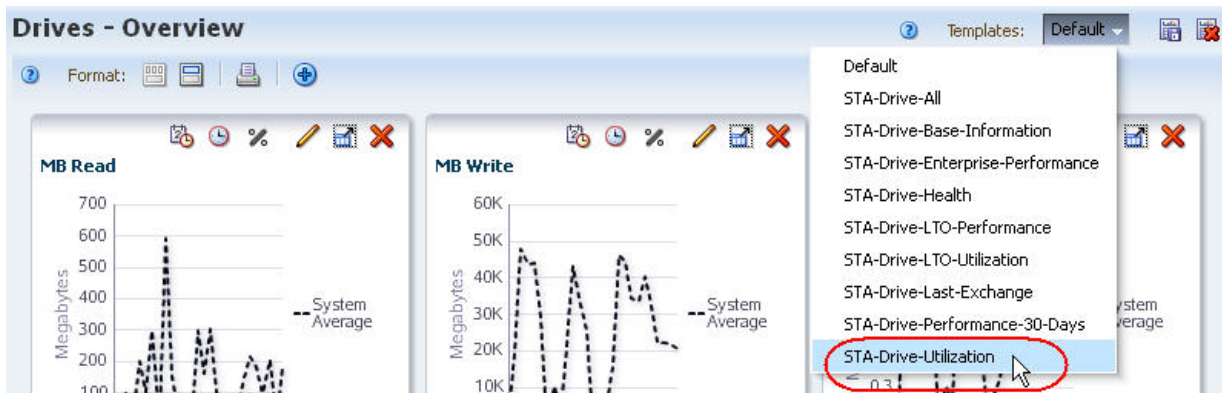 Drives - Overview
Templates: Default
Format:
Default
STA-Drive-All
STA-Drive-Base-Information
STA-Drive-Enterprise-Performance
STA-Drive-Health
STA-Drive-LTO-Performance
STA-Drive-LTO-Utilization
STA-Drive-Last-Exchange
STA-Drive-Performance-30-Days
STA-Drive-Utilization
MB Read
700
600
500
400
300
200
100
Megabytes
System
Average
MB Write
60K
50K
40K
30K
20K
10K
Megabytes
System
Average
0.3